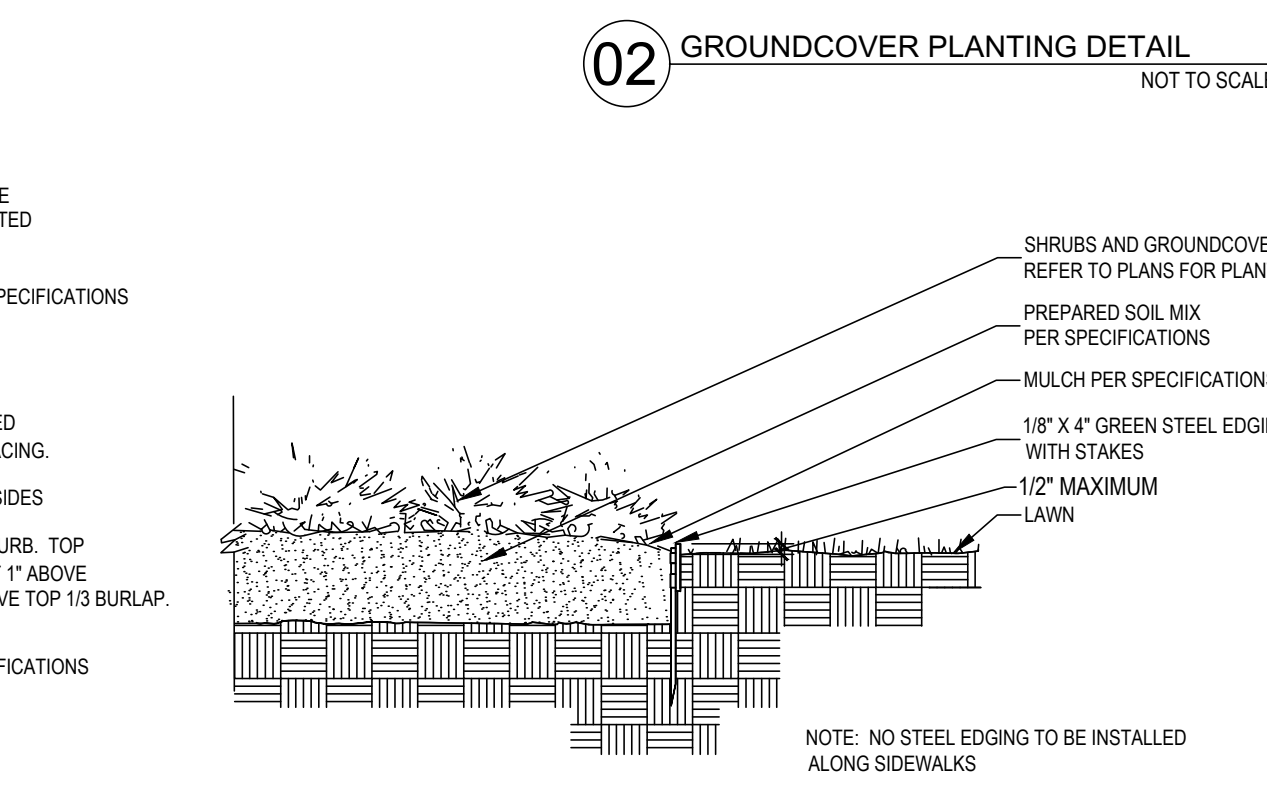 02
GROUNDCOVER PLANTING DETAIL
NOT TO SCALE
E
TED
PECIFICATIONS
ED
ACING.
SIDES
URB. TOP
1" ABOVE
VE TOP 1/3 BURLAP.
FICATIONS
SHRUBS AND GROUNDCOVE
REFER TO PLANS FOR PLAN
PREPARED SOIL MIX
PER SPECIFICATIONS
MULCH PER SPECIFICATIONS
1/8" X 4" GREEN STEEL EDGI
WITH STAKES
1/2" MAXIMUM
LAWN
NOTE: NO STEEL EDGING TO BE INSTALLED
ALONG SIDEWALKS